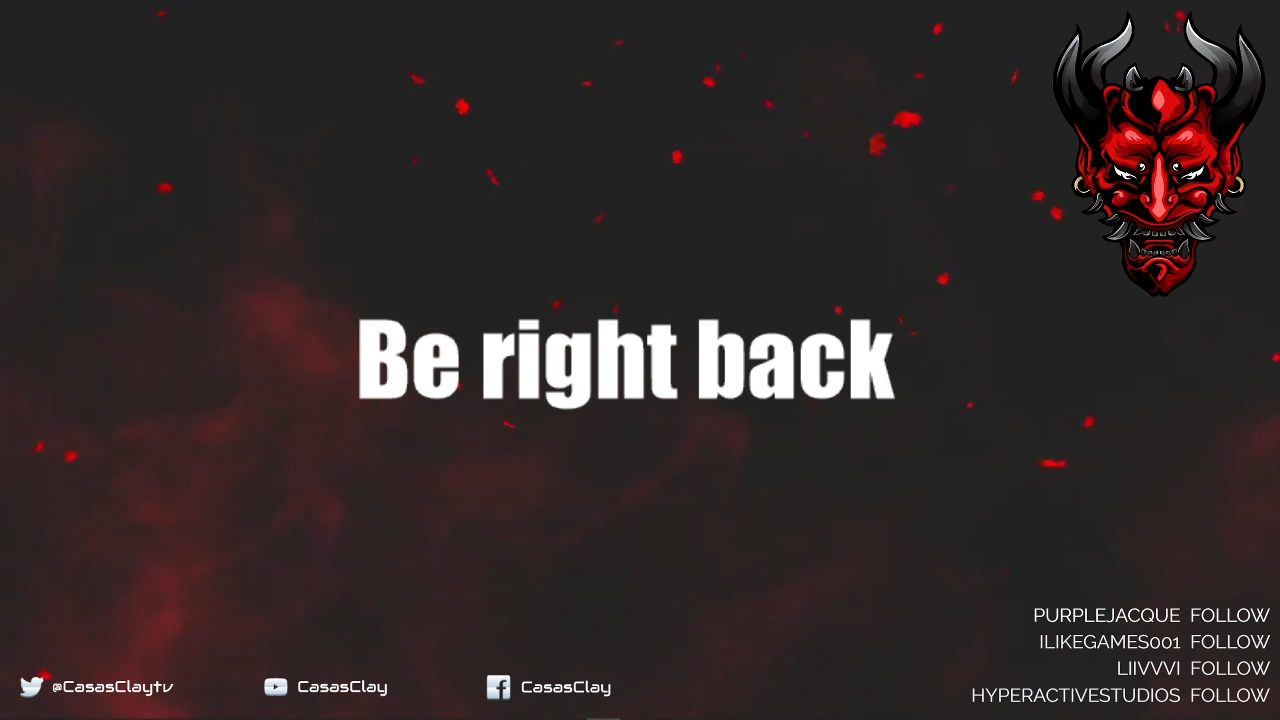 Be right back
PURPLEJACQUE FOLLOW
ILIKEGAMES001 FOLLOW
LIIVVVI FOLLOW
HYPERACTIVESTUDIOS FOLLOW
@CasasClaytv CasasClay CasasClay